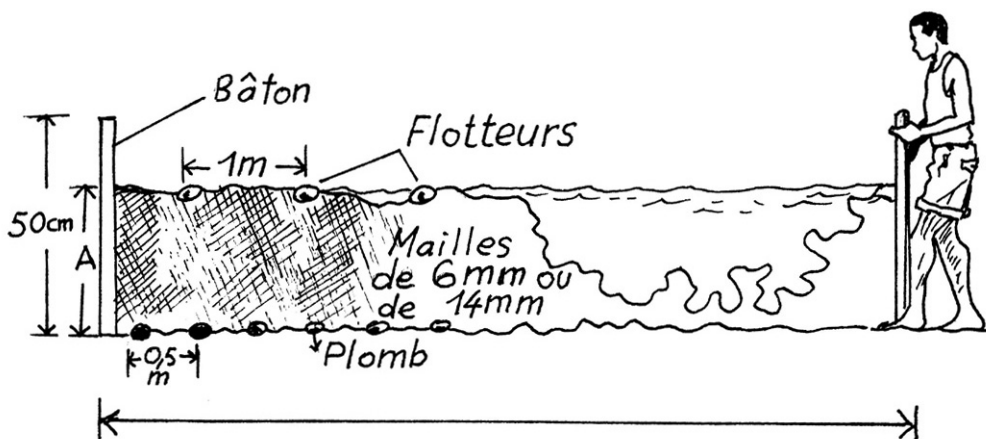 Bâton
Flotteurs
1m
50cm
A
Mailles
de 6mm ou
de 14mm
Plomb
0,5
m